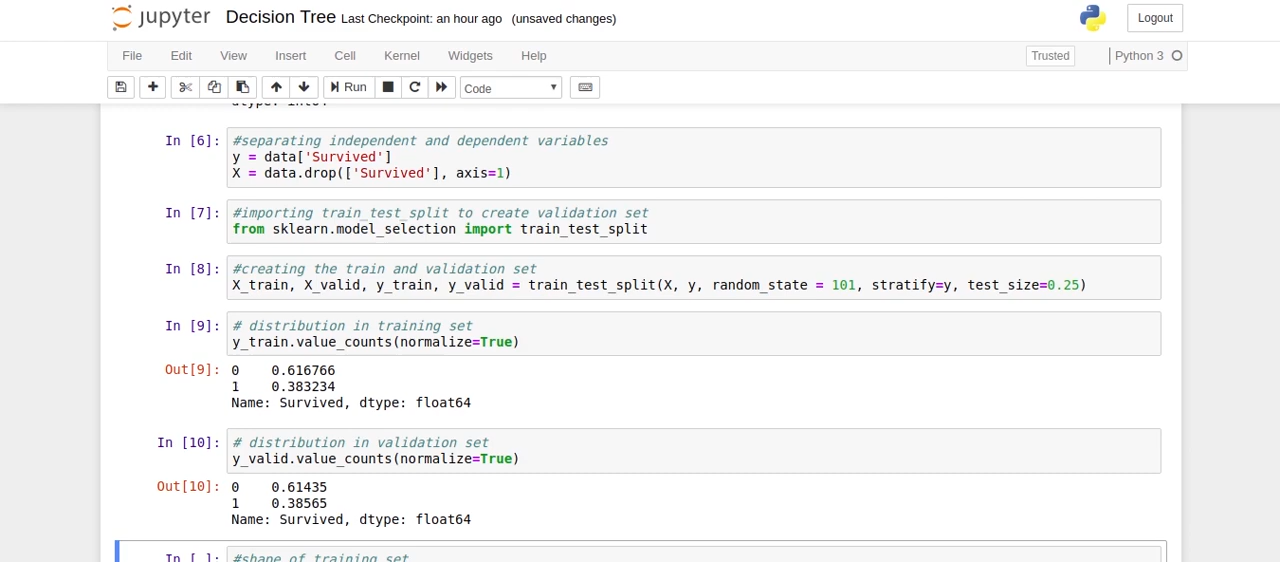 jupyter Decision Tree Last Checkpoint: an hour ago (unsaved changes) Logout
File Edit View Insert Cell Kernel Widgets Help Trusted Python 3
Run Code
In [6]: #separating independent and dependent variables
y = data['Survived']
X = data.drop(['Survived'], axis=1)
In [7]: #importing train_test_split to create validation set
from sklearn.model_selection import train_test_split
In [8]: #creating the train and validation set
X_train, X_valid, y_train, y_valid = train_test_split(X, y, random_state = 101, stratify=y, test_size=0.25)
In [9]: # distribution in training set
y_train.value_counts(normalize=True)
Out[9]: 0 0.616766
1 0.383234
Name: Survived, dtype: float64
In [10]: # distribution in validation set
y_valid.value_counts(normalize=True)
Out[10]: 0 0.61435
1 0.38565
Name: Survived, dtype: float64
In [ ]: #shape of training set